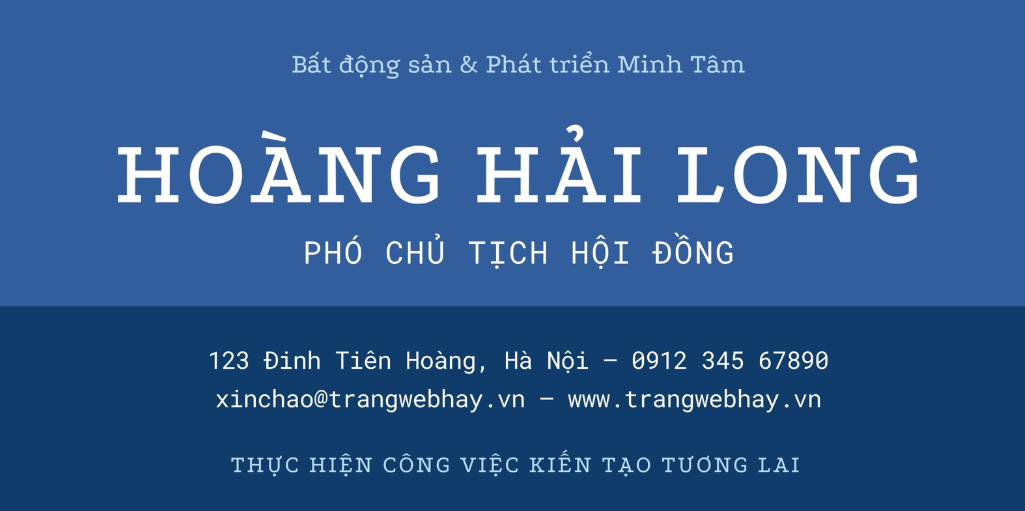 Bất động sản & Phát triển Minh Tâm
HOÀNG HẢI LONG
PHÓ CHỦ TỊCH HỘI ĐỒNG
123 Đinh Tiên Hoàng, Hà Nội – 0912 345 67890
xinchao@trangwebhay.vn – www.trangwebhay.vn
THỰC HIỆN CÔNG VIỆC KIẾN TẠO TƯƠNG LAI